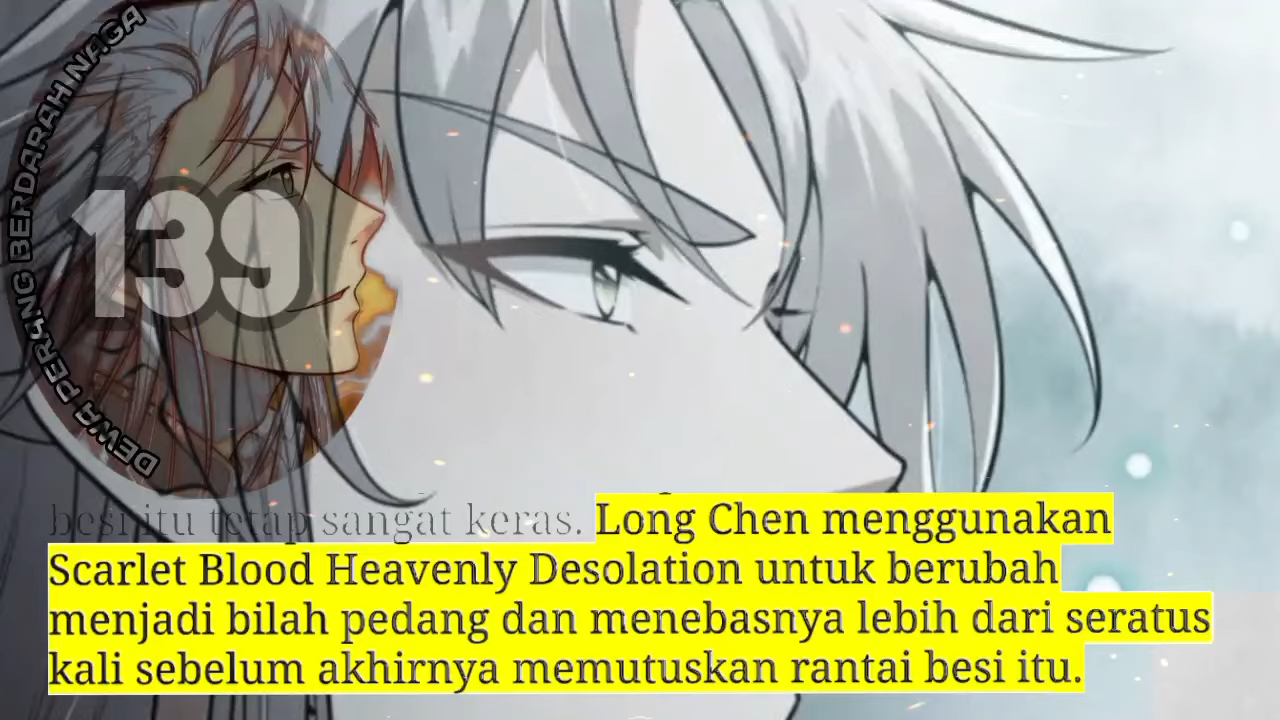 DEWA PERANG BERDARAH NAGA
139
besi itu tetap sangat keras. Long Chen menggunakan
Scarlet Blood Heavenly Desolation untuk berubah
menjadi bilah pedang dan menebasnya lebih dari seratus
kali sebelum akhirnya memutuskan rantai besi itu.